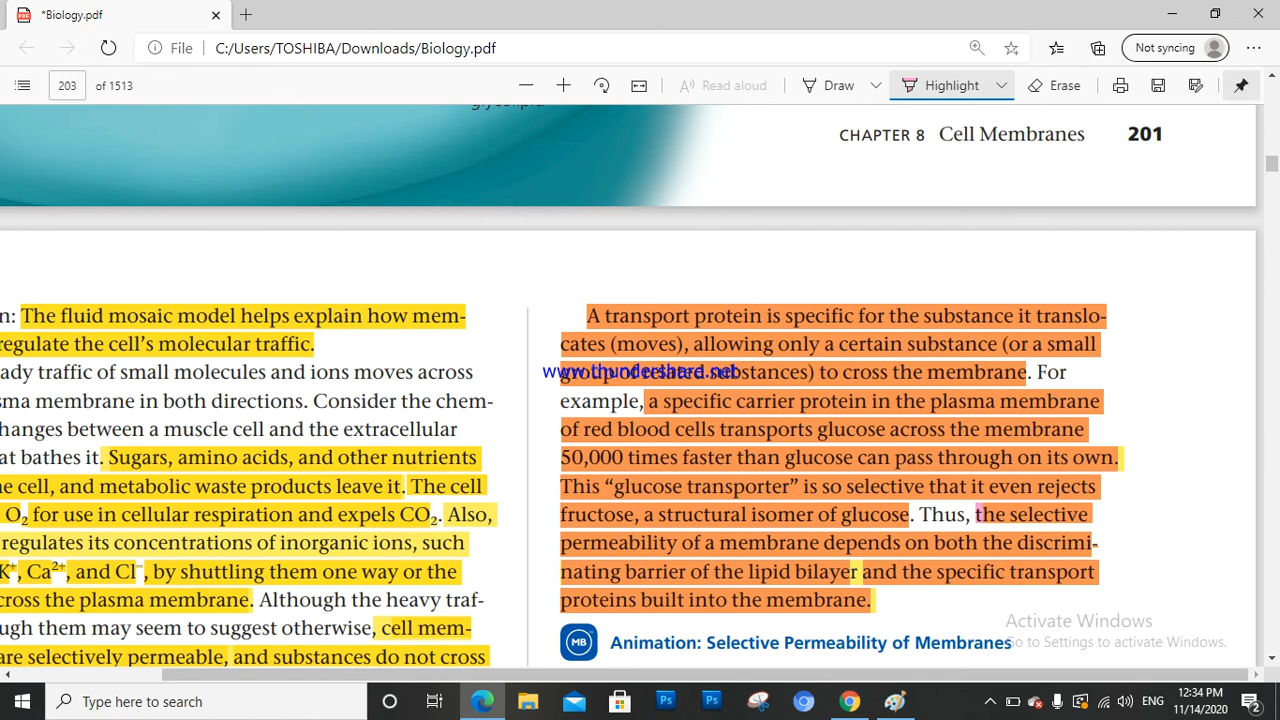 *Biology.pdf
File
C:/Users/TOSHIBA/Downloads/Biology.pdf
Not syncing
203 of 1513
Read aloud
Draw
Highlight
Erase
CHAPTER 8 Cell Membranes 201
n: The fluid mosaic model helps explain how mem-
regulate the cell's molecular traffic.
ady traffic of small molecules and ions moves across
sma membrane in both directions. Consider the chem-
hanges between a muscle cell and the extracellular
at bathes it. Sugars, amino acids, and other nutrients
e cell, and metabolic waste products leave it. The cell
O₂ for use in cellular respiration and expels CO₂. Also,
regulates its concentrations of inorganic ions, such
K⁺, Ca²⁺, and Cl⁻, by shuttling them one way or the
cross the plasma membrane. Although the heavy traf-
ugh them may seem to suggest otherwise, cell mem-
are selectively permeable, and substances do not cross
A transport protein is specific for the substance it translo-
cates (moves), allowing only a certain substance (or a small
group of related substances) to cross the membrane. For
www.thundershared.net
example, a specific carrier protein in the plasma membrane
of red blood cells transports glucose across the membrane
50,000 times faster than glucose can pass through on its own.
This “glucose transporter” is so selective that it even rejects
fructose, a structural isomer of glucose. Thus, the selective
permeability of a membrane depends on both the discrimi-
nating barrier of the lipid bilayer and the specific transport
proteins built into the membrane.
MB Animation: Selective Permeability of Membranes
Activate Windows
Go to Settings to activate Windows.
Type here to search
Ps
Ps
ENG
12:34 PM
11/14/2020
2